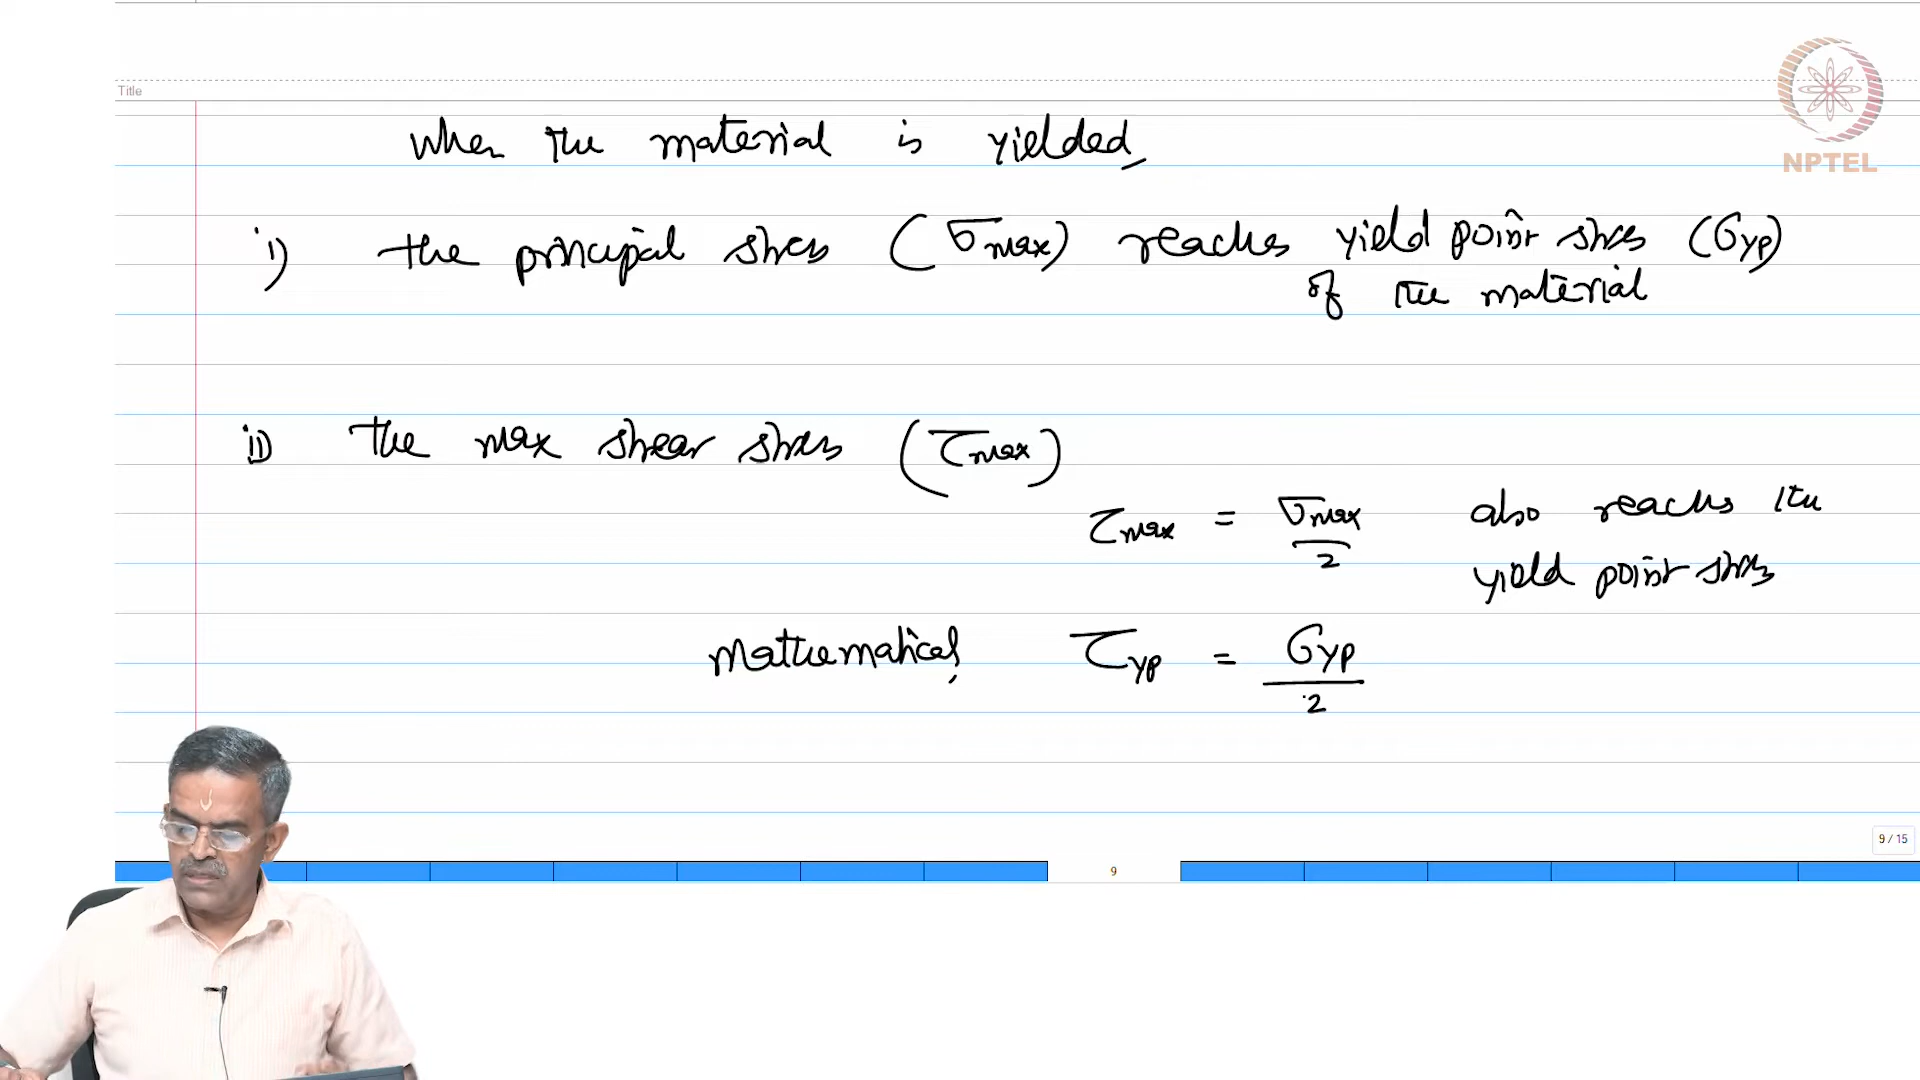 Title
NPTEL
when the material is yielded,
i) the principal stress (σmax) reaches yield point stress (σyp)
of the material
ii) the max shear stress (τmax)
τmax = σmax/2 also reaches the
yield point stress
mathematically τyp = σyp/2
9 / 15
9